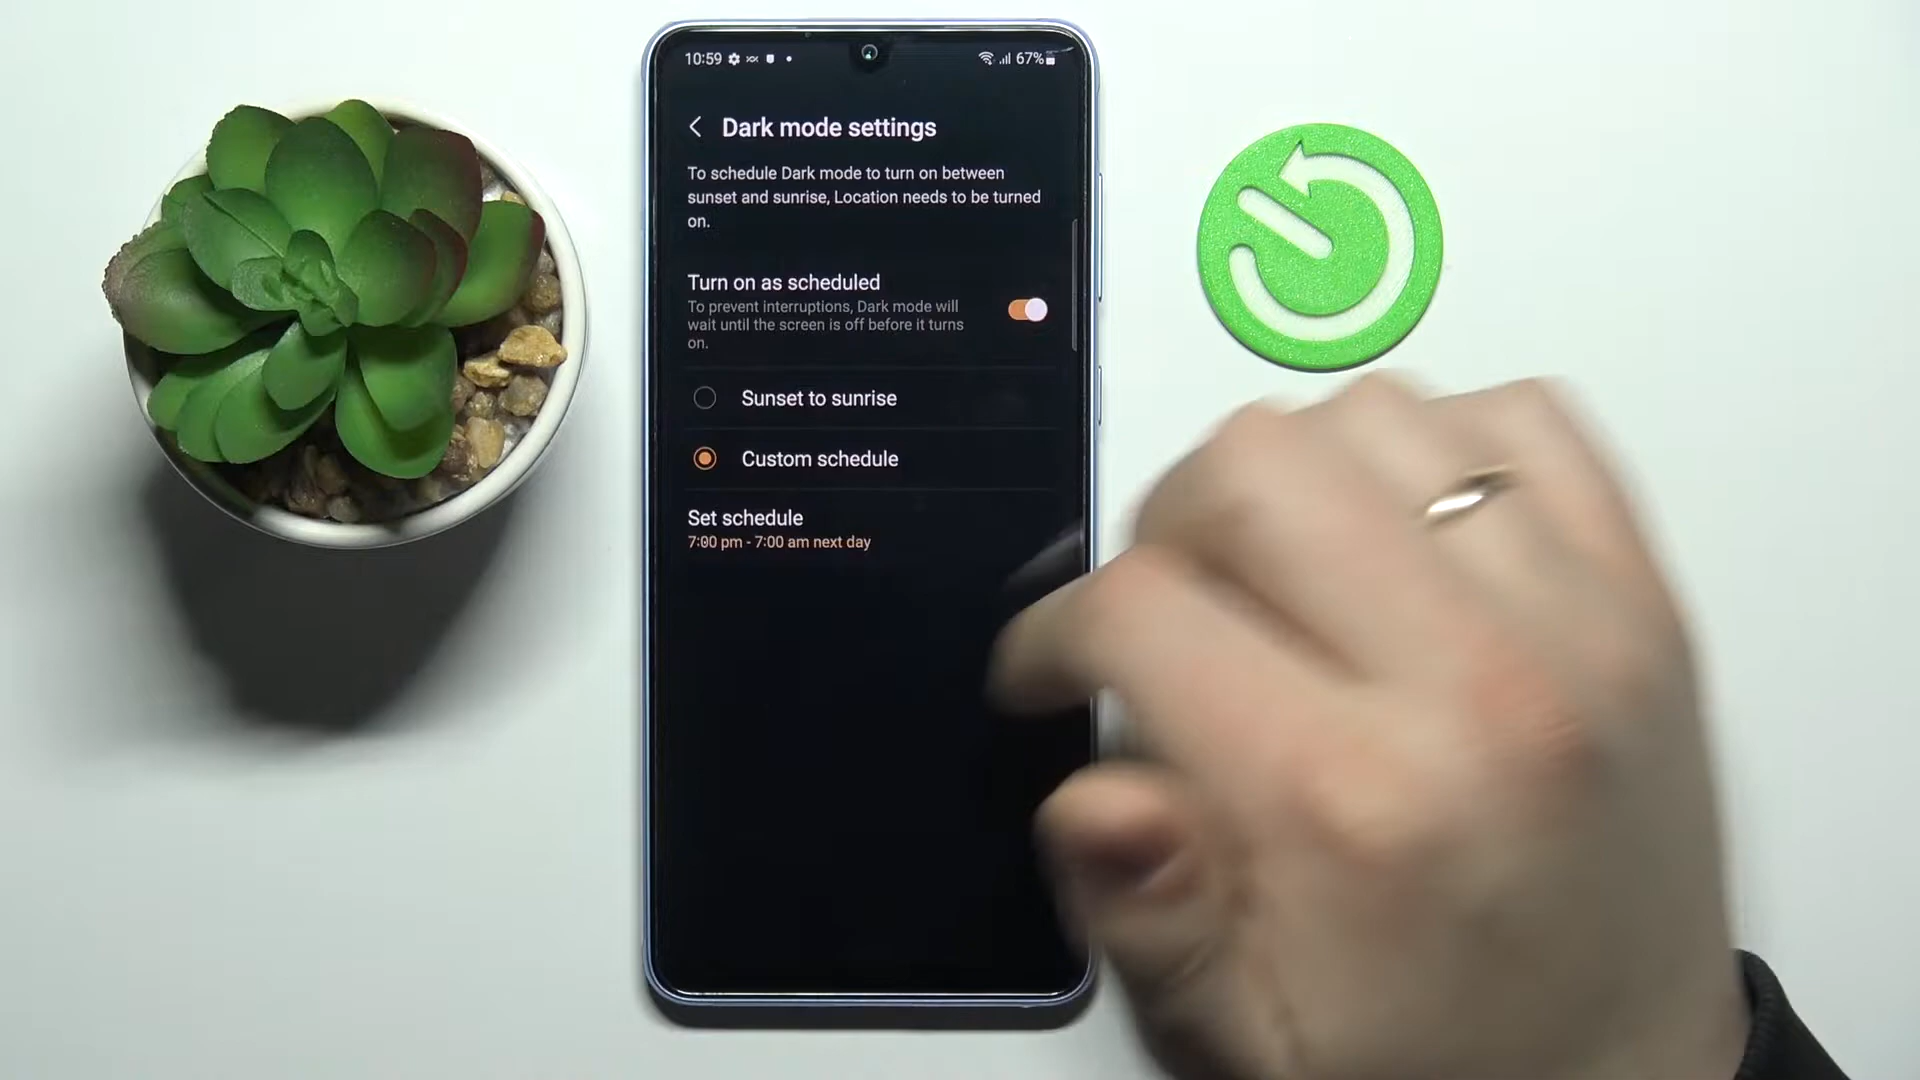 10:59
67%
Dark mode settings
To schedule Dark mode to turn on between
sunset and sunrise, Location needs to be turned
on.
Turn on as scheduled
To prevent interruptions, Dark mode will
wait until the screen is off before it turns
on.
Sunset to sunrise
Custom schedule
Set schedule
7:00 pm - 7:00 am next day